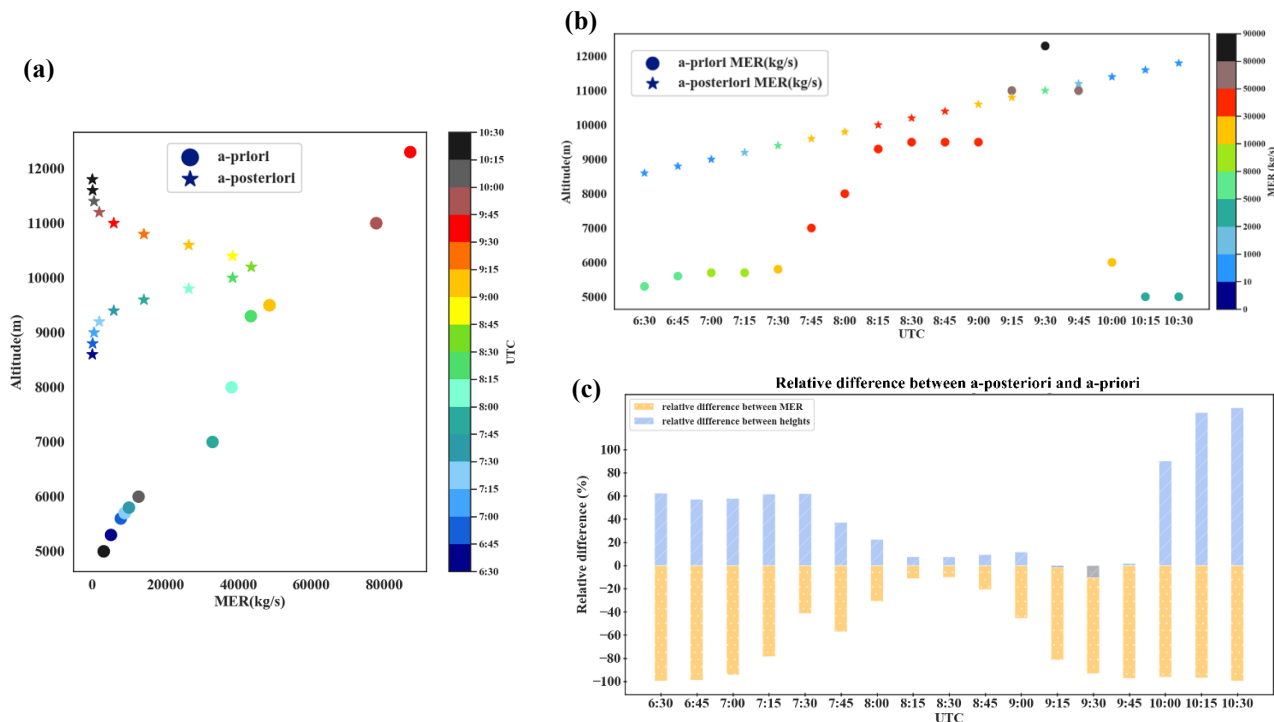 (a)
12000
11000
10000
9000
8000
7000
6000
5000
Altitude(m)
a-priori
a-posteriori
0 20000 40000 60000 80000
MER(kg/s)
10:30
10:15
10:00
9:45
9:30
9:15
9:00
8:45
8:30
8:15
8:00
7:45
7:30
7:15
7:00
6:45
6:30
UTC
(b)
12000
11000
10000
9000
8000
7000
6000
5000
Altitude(m)
a-priori MER(kg/s)
a-posteriori MER(kg/s)
6:30 6:45 7:00 7:15 7:30 7:45 8:00 8:15 8:30 8:45 9:00 9:15 9:30 9:45 10:00 10:15 10:30
UTC
90000
80000
50000
30000
10000
8000
5000
2000
1000
10
0
MER (kg/s)
(c)
Relative difference between a-posteriori and a-priori
relative difference between MER
relative difference between heights
100
80
60
40
20
0
−20
−40
−60
−80
−100
Relative difference (%)
6:30 6:45 7:00 7:15 7:30 7:45 8:00 8:15 8:30 8:45 9:00 9:15 9:30 9:45 10:00 10:15 10:30
UTC